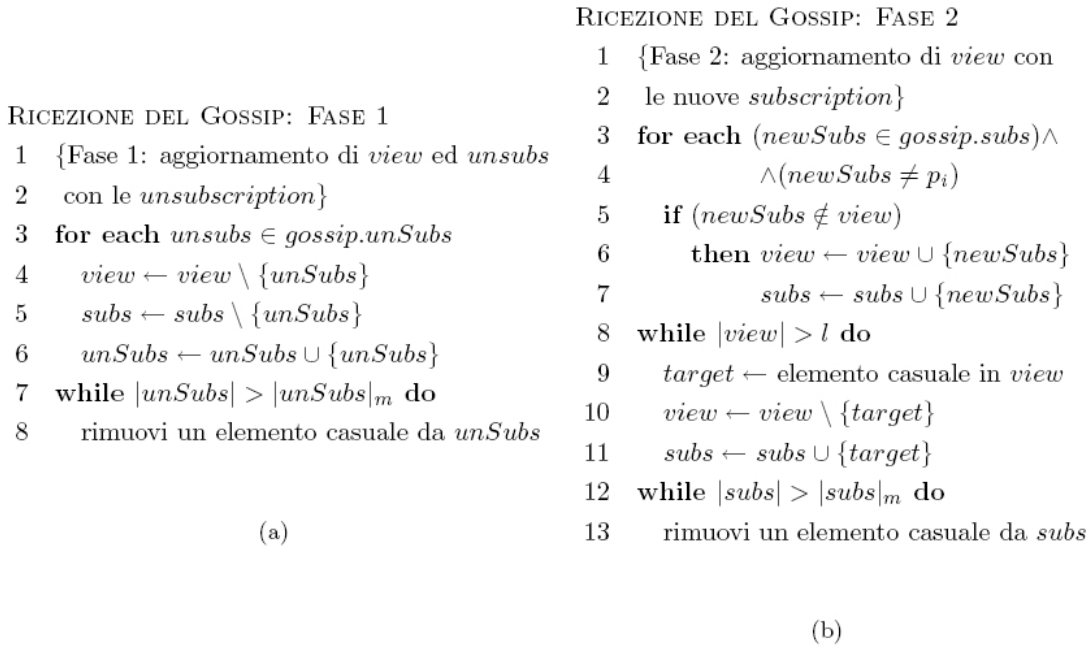 RICEZIONE DEL GOSSIP: FASE 1
1 {Fase 1: aggiornamento di view ed unsubs
2 con le unsubscription}
3 for each unsubs ∈ gossip.unSubs
4 view ← view \ {unSubs}
5 subs ← subs \ {unSubs}
6 unSubs ← unSubs ∪ {unSubs}
7 while |unSubs| > |unSubs|m do
8 rimuovi un elemento casuale da unSubs
(a)
RICEZIONE DEL GOSSIP: FASE 2
1 {Fase 2: aggiornamento di view con
2 le nuove subscription}
3 for each (newSubs ∈ gossip.subs)∧
4 ∧(newSubs ≠ pi)
5 if (newSubs ∉ view)
6 then view ← view ∪ {newSubs}
7 subs ← subs ∪ {newSubs}
8 while |view| > l do
9 target ← elemento casuale in view
10 view ← view \ {target}
11 subs ← subs ∪ {target}
12 while |subs| > |subs|m do
13 rimuovi un elemento casuale da subs
(b)